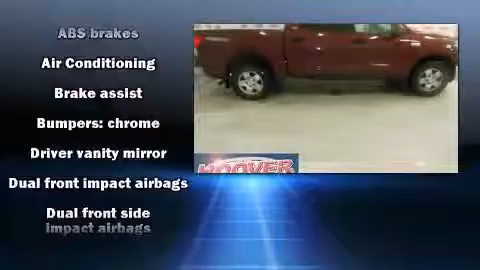 ABS brakes
Air Conditioning
Brake assist
Bumpers: chrome
Driver vanity mirror
Dual front impact airbags
Dual front side
impact airbags
HOOVER